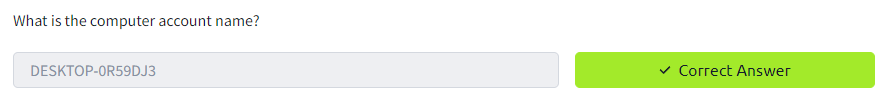 What is the computer account name?
DESKTOP-0R59DJ3
Correct Answer